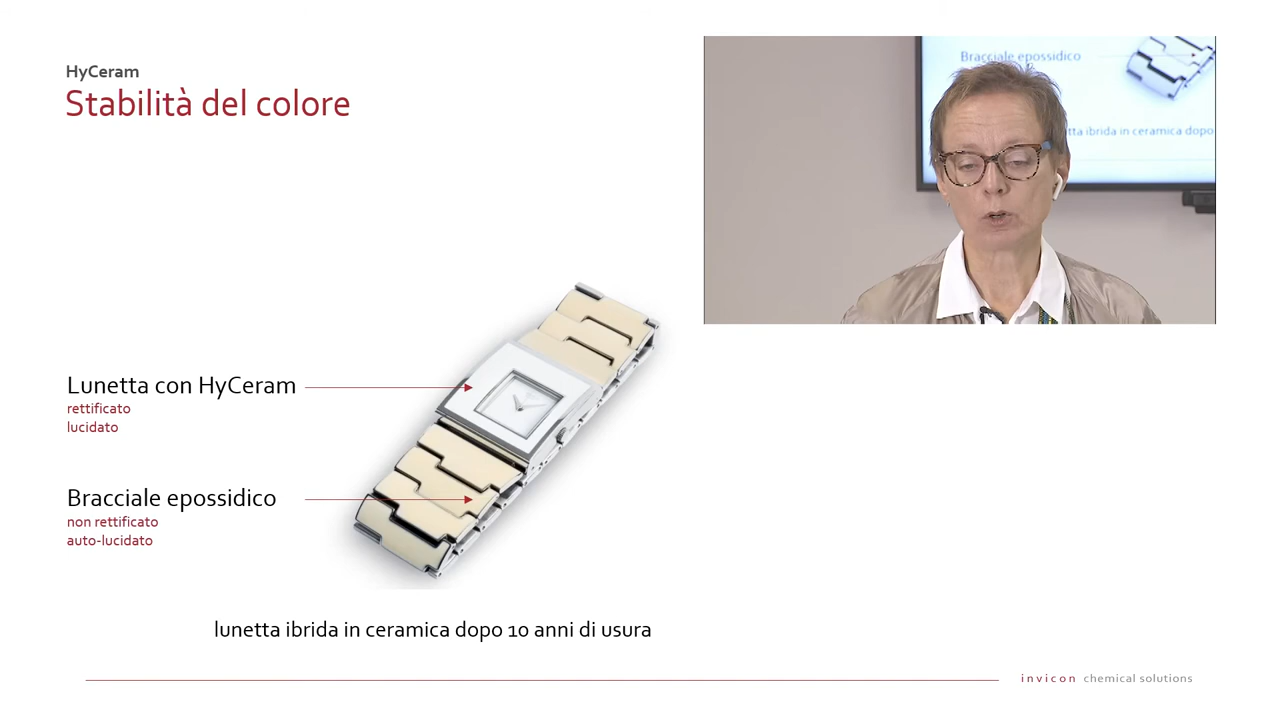 HyCeram
Stabilità del colore
Bracciale epossidico
tta ibrida in ceramica dopo
Lunetta con HyCeram
rettificato
lucidato
Bracciale epossidico
non rettificato
auto-lucidato
lunetta ibrida in ceramica dopo 10 anni di usura
invicon chemical solutions